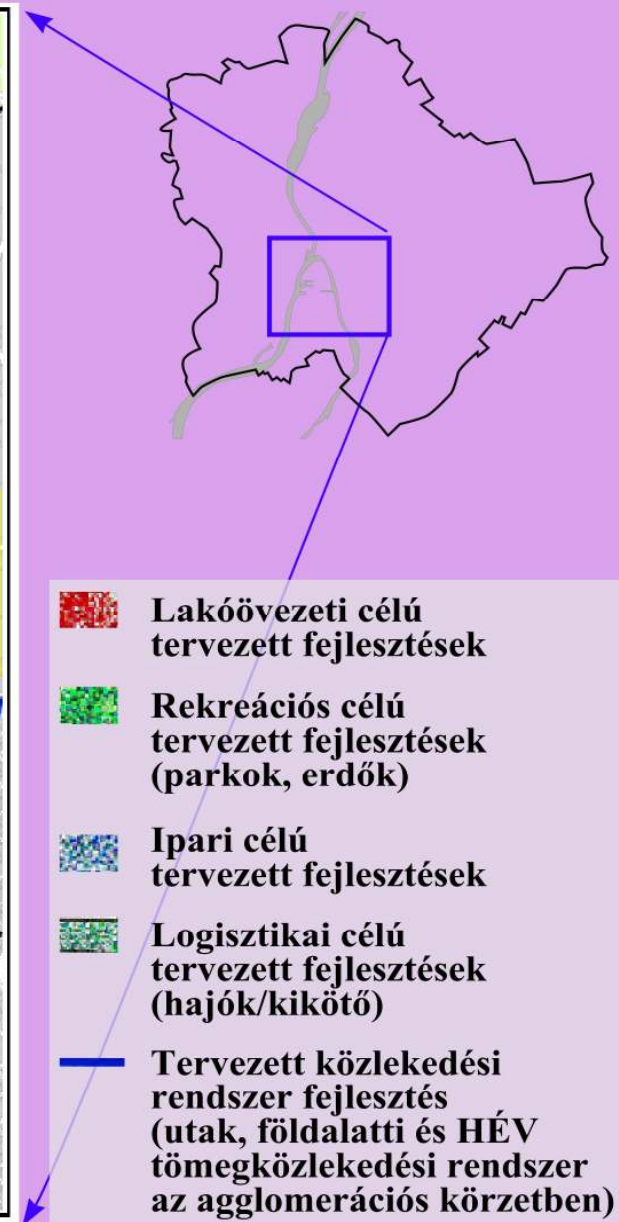 Lakóövezeti célú
tervezett fejlesztések
Rekreációs célú
tervezett fejlesztések
(parkok, erdők)
Ipari célú
tervezett fejlesztések
Logisztikai célú
tervezett fejlesztések
(hajók/kikötő)
Tervezett közlekedési
rendszer fejlesztés
(utak, földalatti és HÉV
tömegközlekedési rendszer
az agglomerációs körzetben)